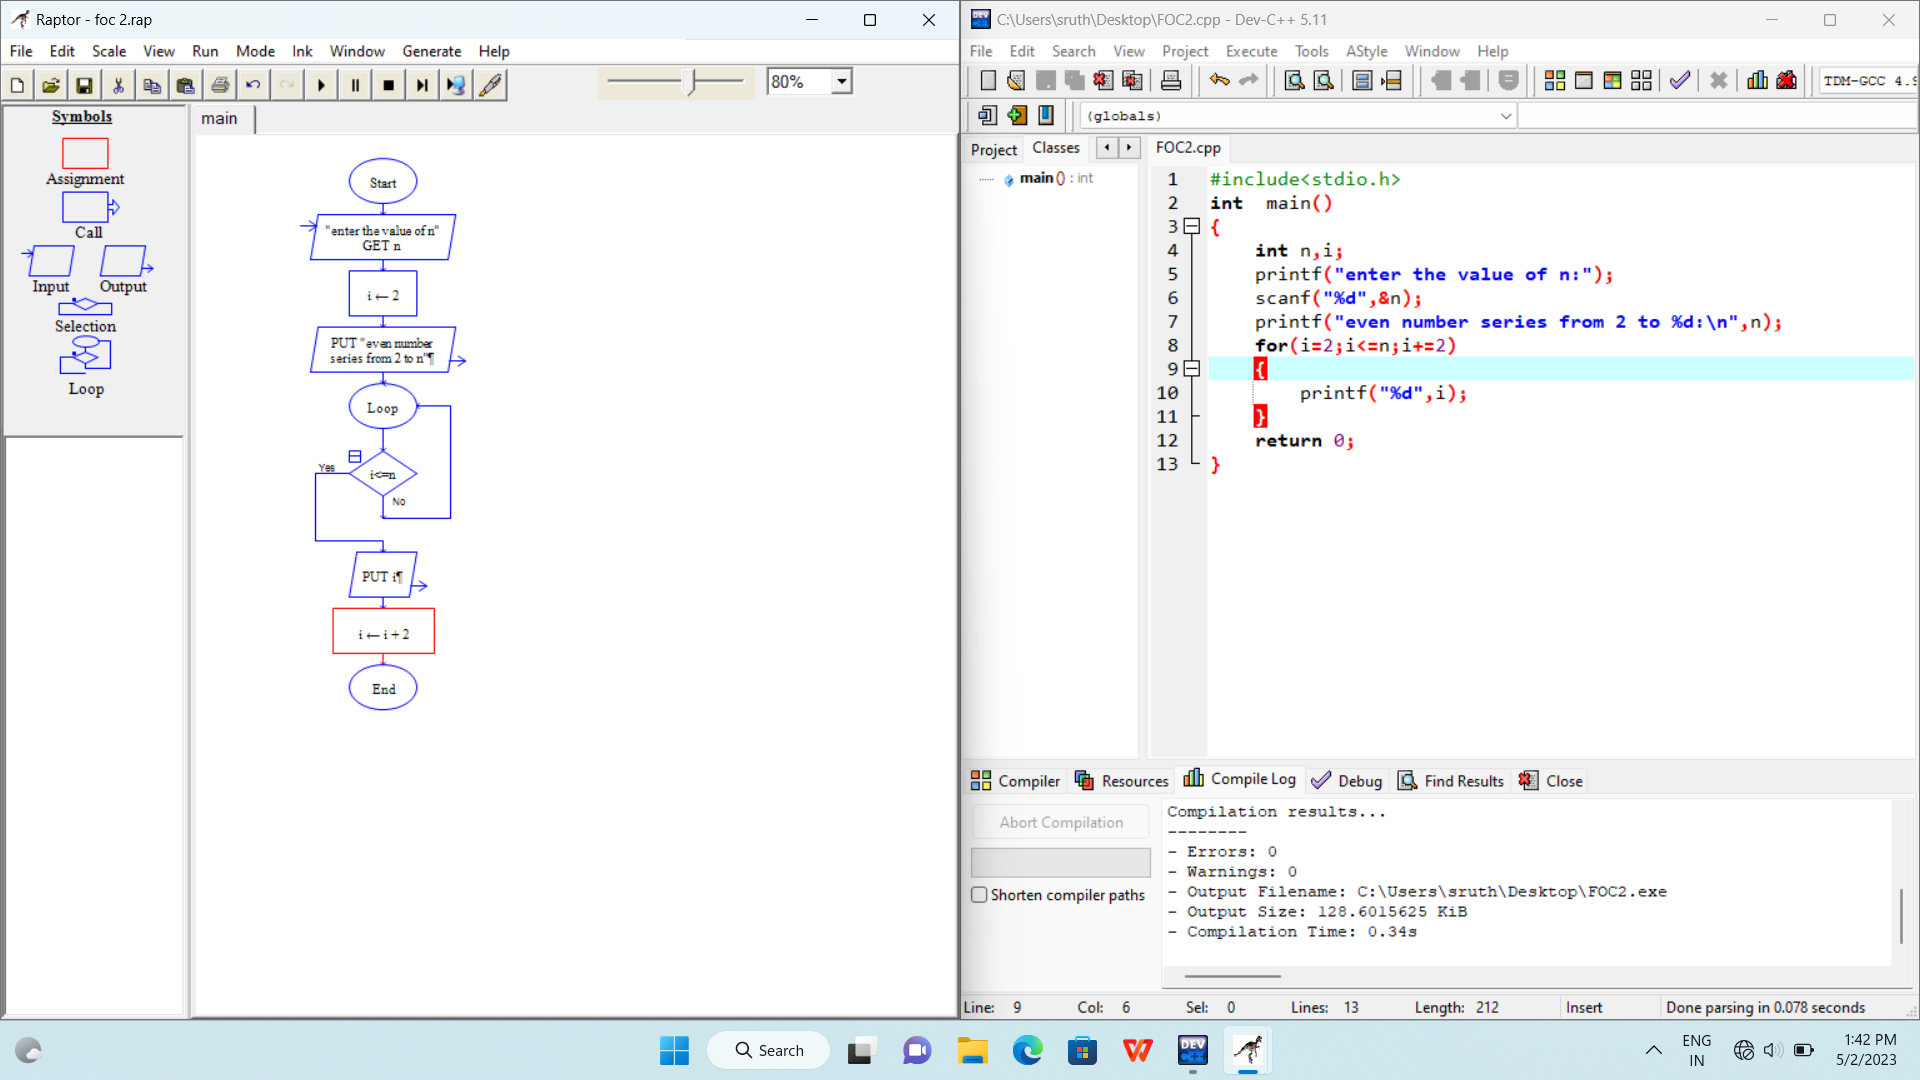 Raptor - foc 2.rap
File Edit Scale View Run Mode Ink Window Generate Help
80%
Symbols
Assignment
Call
Input Output
Selection
Loop
main
Start
"enter the value of n"
GET n
i ← 2
PUT "even number
series from 2 to n"¶
Loop
Yes
i<=n
No
PUT i¶
i ← i + 2
End
C:\Users\sruth\Desktop\FOC2.cpp - Dev-C++ 5.11
File Edit Search View Project Execute Tools AStyle Window Help
TDM-GCC 4.9
(globals)
Project Classes
main () : int
FOC2.cpp
1 #include<stdio.h>
2 int  main()
3 {
4 int n,i;
5 printf("enter the value of n:");
6 scanf("%d",&n);
7 printf("even number series from 2 to %d:\n",n);
8 for(i=2;i<=n;i+=2)
9 {
10 printf("%d",i);
11 }
12 return 0;
13 }
Compiler Resources Compile Log Debug Find Results Close
Abort Compilation
Shorten compiler paths
Compilation results...
--------
- Errors: 0
- Warnings: 0
- Output Filename: C:\Users\sruth\Desktop\FOC2.exe
- Output Size: 128.6015625 KiB
- Compilation Time: 0.34s
Line: 9 Col: 6 Sel: 0 Lines: 13 Length: 212 Insert Done parsing in 0.078 seconds
Search
DEV
C++
ENG
IN
1:42 PM
5/2/2023